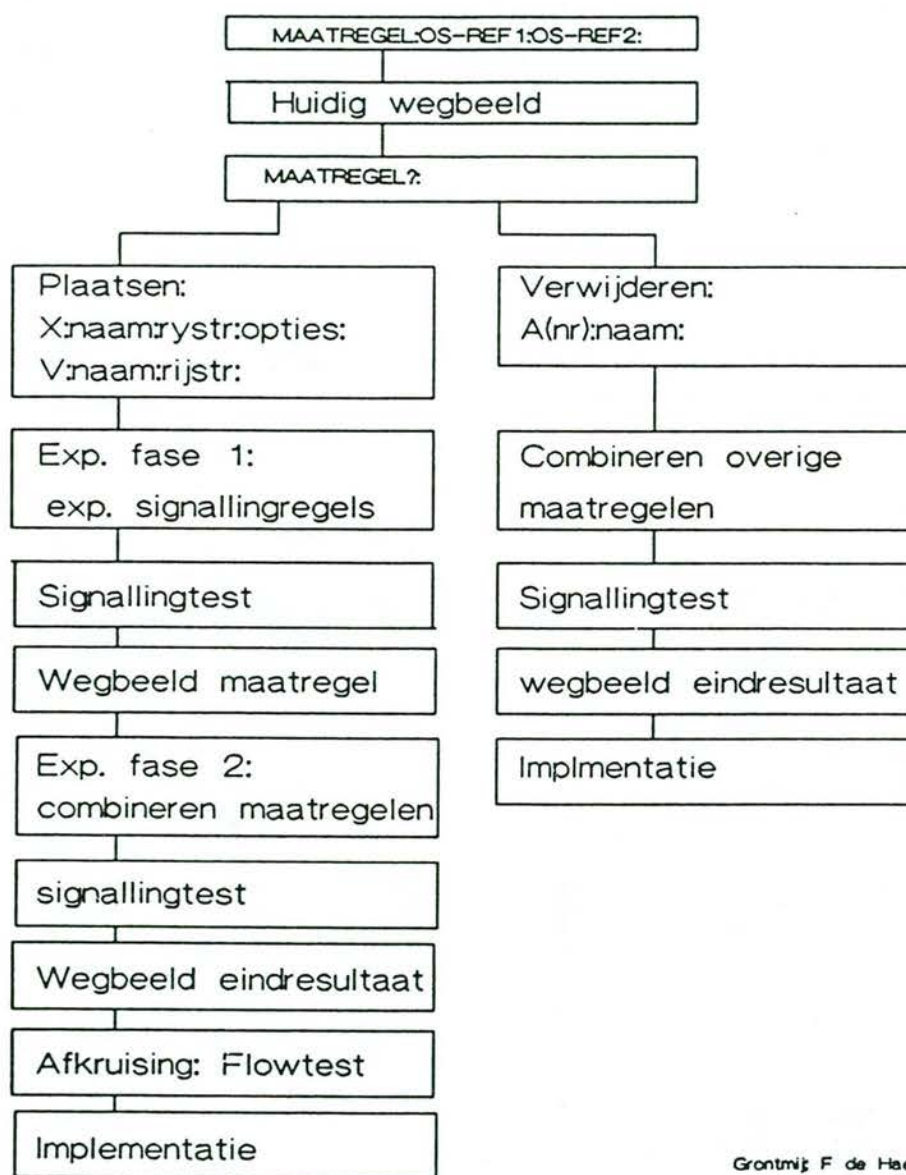 MAATREGEL:OS-REF1:OS-REF2:
Huidig wegbeeld
MAATREGEL?:
Plaatsen:
X:naam:rystr:opties:
V:naam:rijstr:
Exp. fase 1:
exp. signallingregels
Signallingtest
Wegbeeld maatregel
Exp. fase 2:
combineren maatregelen
signallingtest
Wegbeeld eindresultaat
Afkruising: Flowtest
Implementatie
Verwijderen:
A(nr):naam:
Combineren overige
maatregelen
Signallingtest
wegbeeld eindresultaat
Implmentatie
Grontmij: F de